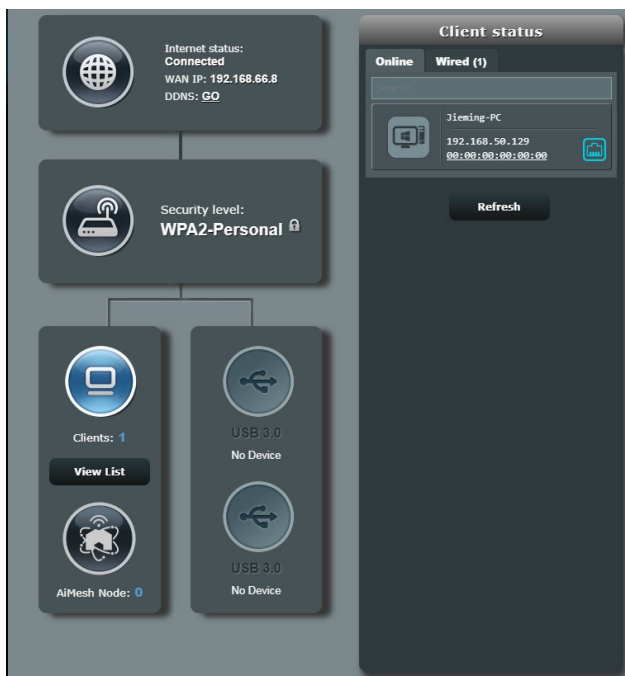 Internet status:
Connected
WAN IP: 192.168.66.8
DDNS: GO
Security level:
WPA2-Personal
Clients: 1
View List
AiMesh Node: 0
USB 3.0
No Device
USB 3.0
No Device
Client status
Online Wired (1)
Search
Jieming-PC
192.168.50.129
00:00:00:00:00:00
Refresh